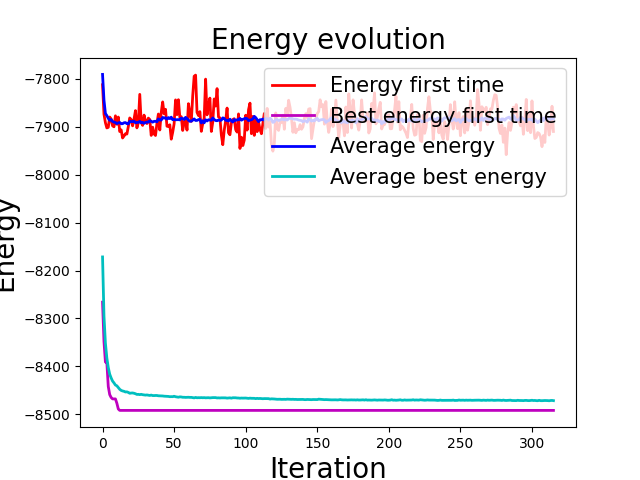 Energy evolution
−7800
−7900
−8000
−8100
−8200
−8300
−8400
−8500
Energy
Energy first time
Best energy first time
Average energy
Average best energy
0 50 100 150 200 250 300
Iteration